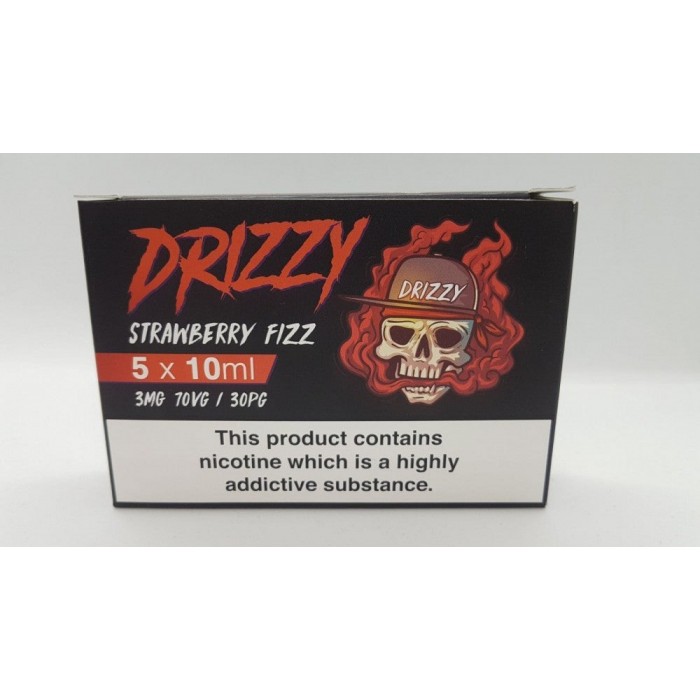 DRIZZY
DRIZZY
STRAWBERRY FIZZ
5 x 10ml
3MG 70VG / 30PG
This product contains
nicotine which is a highly
addictive substance.